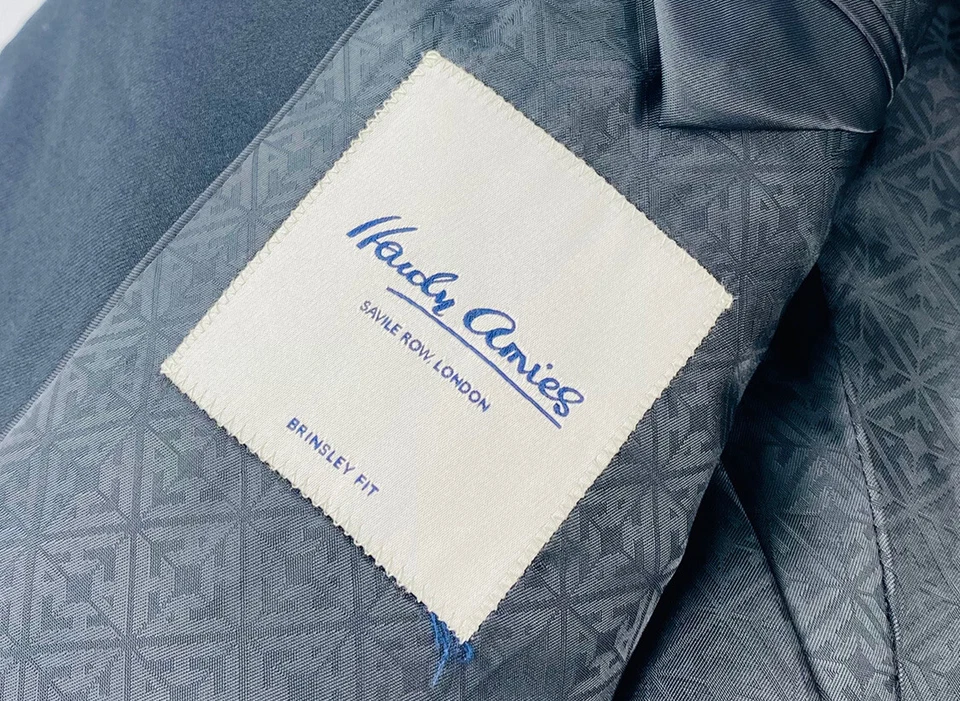 Hardy Amies
SAVILE ROW, LONDON
BRINSLEY FIT